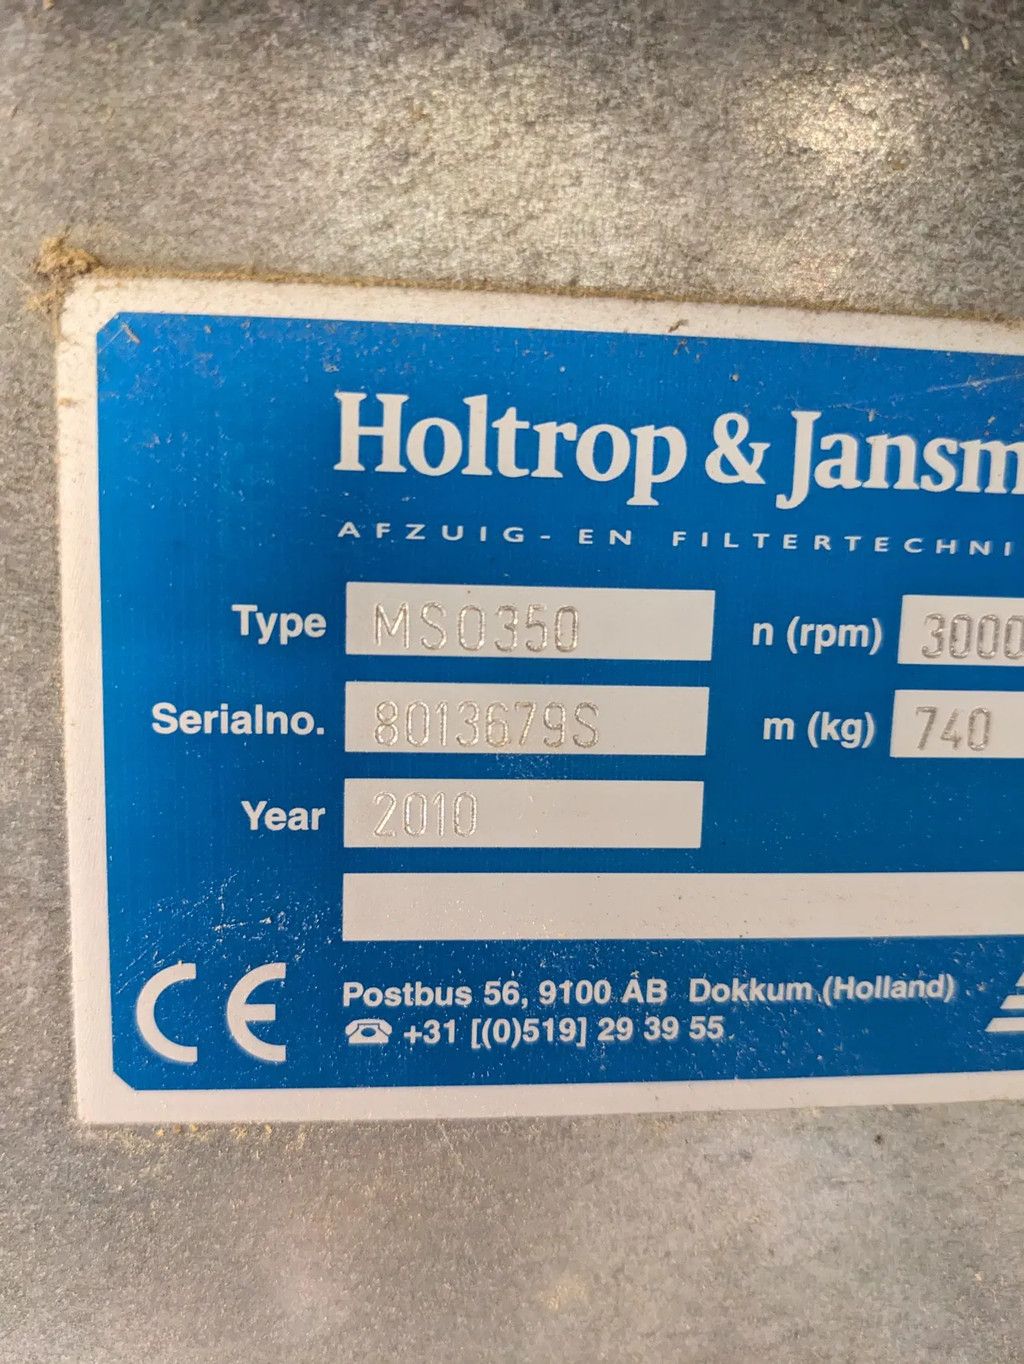 Holtrop & Jansm
AFZUIG- EN FILTERTECHNI
Type MSO350 n (rpm) 3000
Serialno. 8013679S m (kg) 740
Year 2010
CE Postbus 56, 9100 AB Dokkum (Holland)
☎ +31 [(0)519] 29 39 55